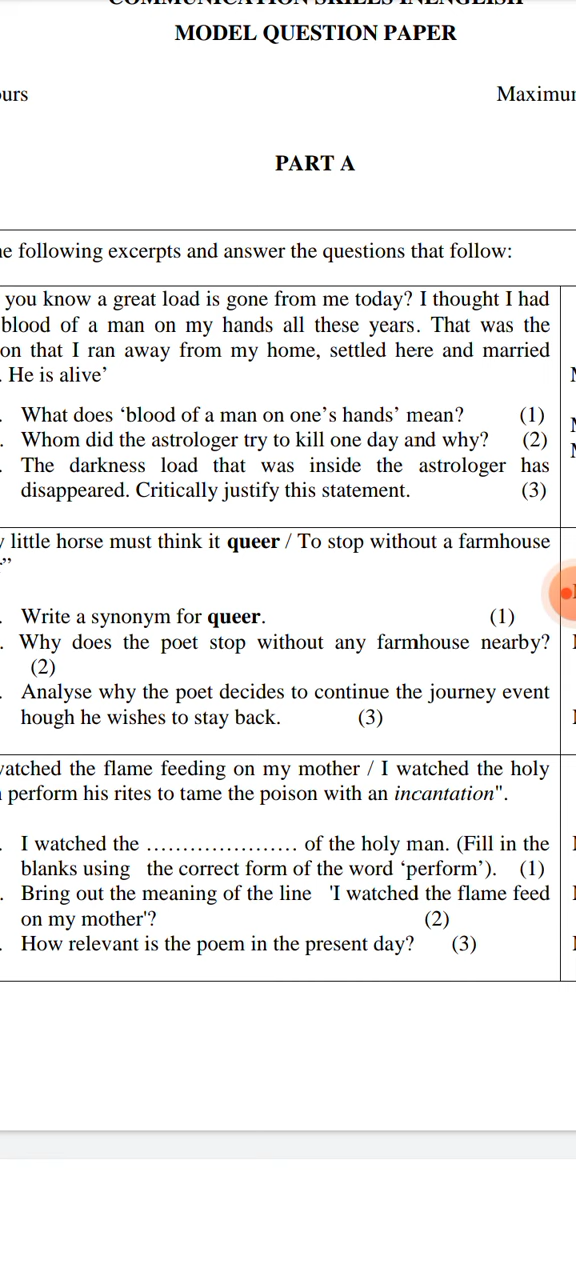 COMMUNICATION SKILLS INENGLISH
MODEL QUESTION PAPER
ours
Maximum
PART A
he following excerpts and answer the questions that follow:
you know a great load is gone from me today? I thought I had
blood of a man on my hands all these years. That was the
on that I ran away from my home, settled here and married
. He is alive’
. What does ‘blood of a man on one’s hands’ mean? (1)
. Whom did the astrologer try to kill one day and why? (2)
. The darkness load that was inside the astrologer has
disappeared. Critically justify this statement. (3)
y little horse must think it queer / To stop without a farmhouse
”
. Write a synonym for queer. (1)
. Why does the poet stop without any farmhouse nearby?
(2)
. Analyse why the poet decides to continue the journey event
hough he wishes to stay back. (3)
watched the flame feeding on my mother / I watched the holy
perform his rites to tame the poison with an incantation".
. I watched the ………………… of the holy man. (Fill in the
blanks using the correct form of the word ‘perform’). (1)
. Bring out the meaning of the line 'I watched the flame feed
on my mother'? (2)
. How relevant is the poem in the present day? (3)